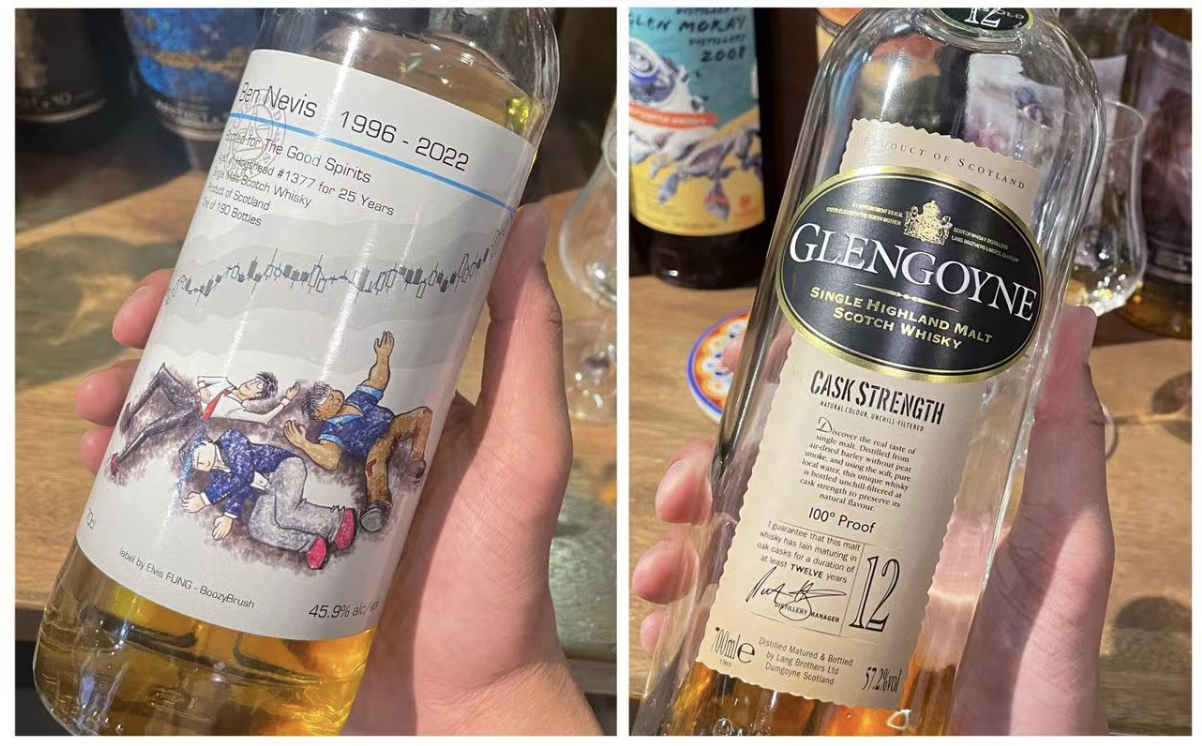 Ben Nevis 1996 - 2022
for The Good Spirits
Hogshead #1377 for 25 Years
Single Malt Scotch Whisky
Product of Scotland
One of 190 Bottles
70cl
label by Elvis FUNG - BoozyBrush
45.9% alc/vol
GLEN MORAY
DISTILLERY
2008
12
PRODUCT OF SCOTLAND
GLENGOYNE
SINGLE HIGHLAND MALT
SCOTCH WHISKY
CASK STRENGTH
NATURAL COLOUR, UNCHILL-FILTERED
Discover the real taste of
single malt. Distilled from
air-dried barley without peat
smoke, and using the soft, pure
local water, this unique whisky
is bottled unchill-filtered at
cask strength to preserve its
natural flavour.
100° Proof
I guarantee that this malt
whisky has lain maturing in
oak casks for a duration of
at least TWELVE years
12
DISTILLERY MANAGER
700ml e
Distilled Matured & Bottled
by Lang Brothers Ltd
Dumgoyne Scotland
57.2%vol